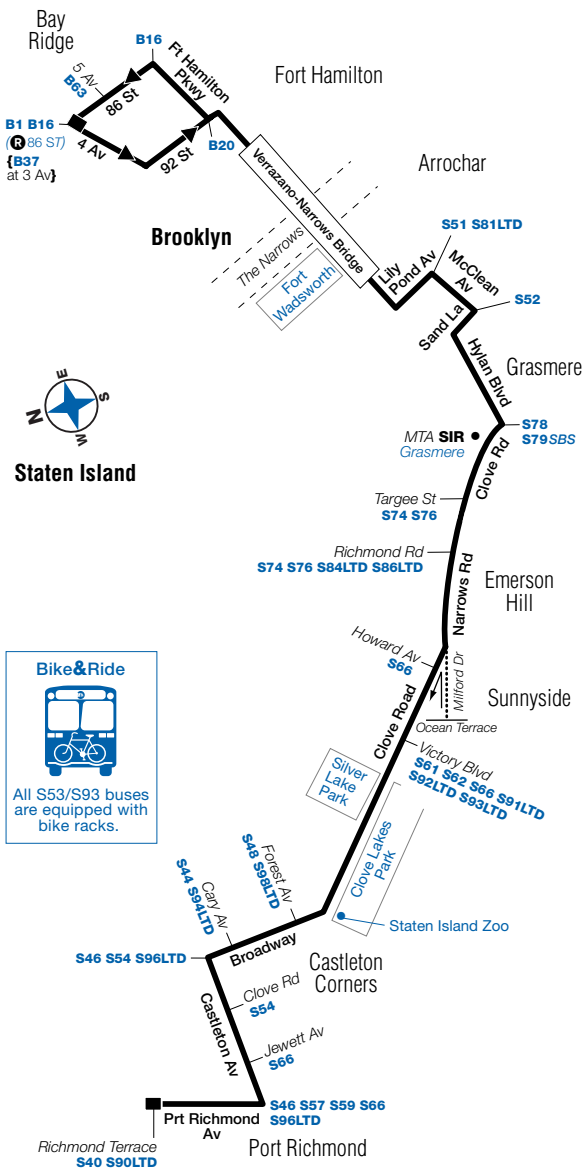 Bay
Ridge
B16
5 Av
B63
86 St
Ft Hamilton
Pkwy
Fort Hamilton
B1 B16
(R 86 ST)
{B37
at 3 Av}
4 Av
92 St
B20
Verrazano-Narrows Bridge
Arrochar
Brooklyn
The Narrows
Fort
Wadsworth
Lily
Pond Av
S51 S81LTD
McClean
Av
S52
Sand La
Hylan Blvd
Grasmere
E
S
N
W
Staten Island
MTA SIR
Grasmere
S78
S79SBS
Clove Rd
Targee St
S74 S76
Richmond Rd
S74 S76 S84LTD S86LTD
Narrows Rd
Emerson
Hill
Howard Av
S66
Milford Dr
Sunnyside
Ocean Terrace
Clove Road
Bike&Ride
All S53/S93 buses
are equipped with
bike racks.
Victory Blvd
S61 S62 S66 S91LTD
S92LTD S93LTD
Silver
Lake
Park
Clove Lakes
Park
Staten Island Zoo
Forest Av
S48 S98LTD
Cary Av
S44 S94LTD
Broadway
S46 S54 S96LTD
Castleton
Corners
Clove Rd
S54
Castleton Av
Jewett Av
S66
S46 S57 S59 S66
S96LTD
Prt Richmond
Av
Port Richmond
Richmond Terrace
S40 S90LTD